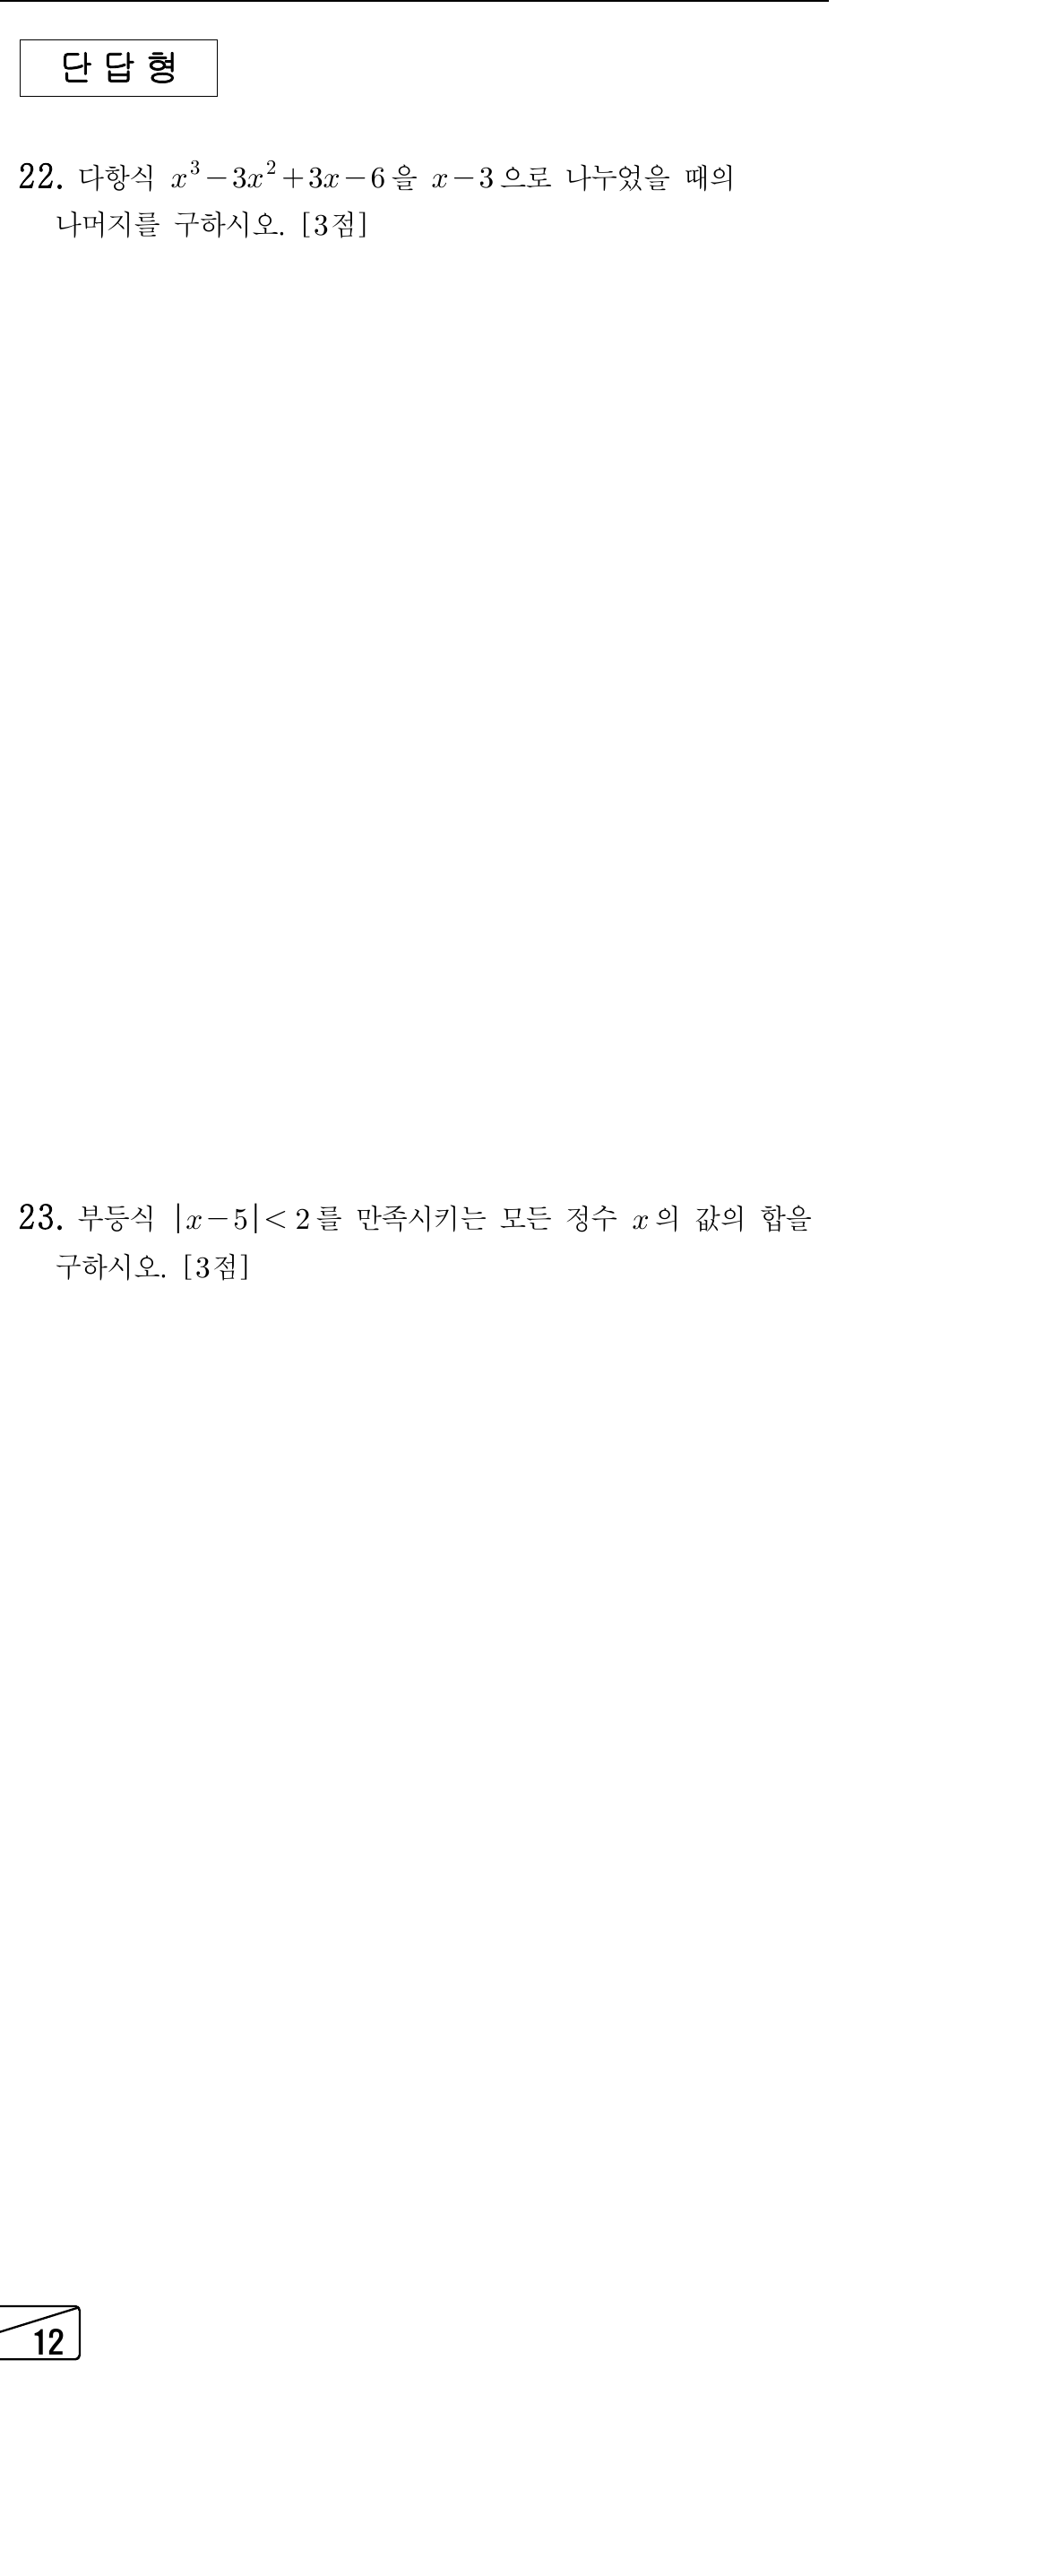 단답형
22. 다항식 x³−3x²+3x−6을 x−3으로 나누었을 때의
나머지를 구하시오. [3점]
23. 부등식 |x−5|<2를 만족시키는 모든 정수 x의 값의 합을
구하시오. [3점]
12